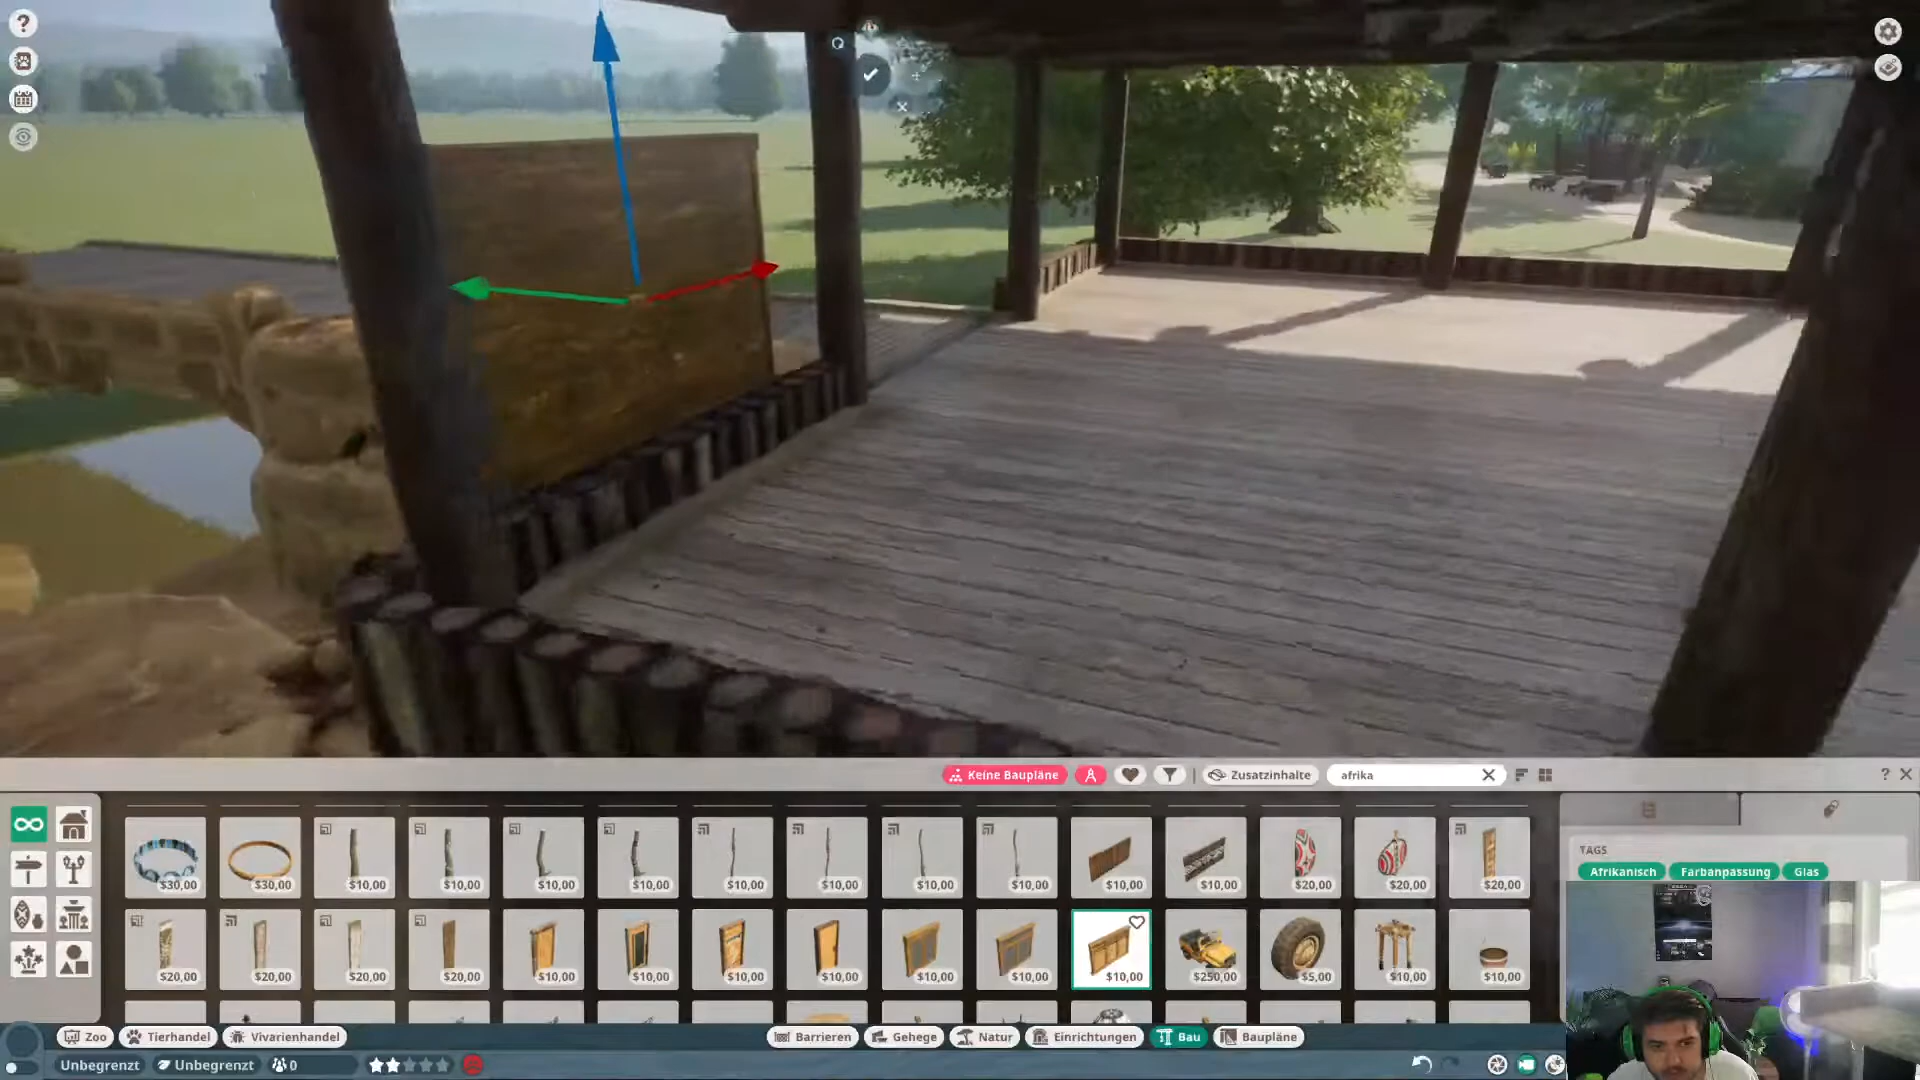 Keine Baupläne
Zusatzinhalte
afrika
?
$30,00 $30,00 $10,00 $10,00 $10,00 $10,00 $10,00 $10,00 $10,00 $10,00 $10,00 $10,00 $20,00 $20,00 $20,00
$20,00 $20,00 $20,00 $20,00 $10,00 $10,00 $10,00 $10,00 $10,00 $10,00 $10,00 $250,00 $5,00 $10,00 $10,00
TAGS
Afrikanisch Farbanpassung Glas
Zoo Tierhandel Vivarienhandel Barrieren Gehege Natur Einrichtungen Bau Baupläne
Unbegrenzt Unbegrenzt 0